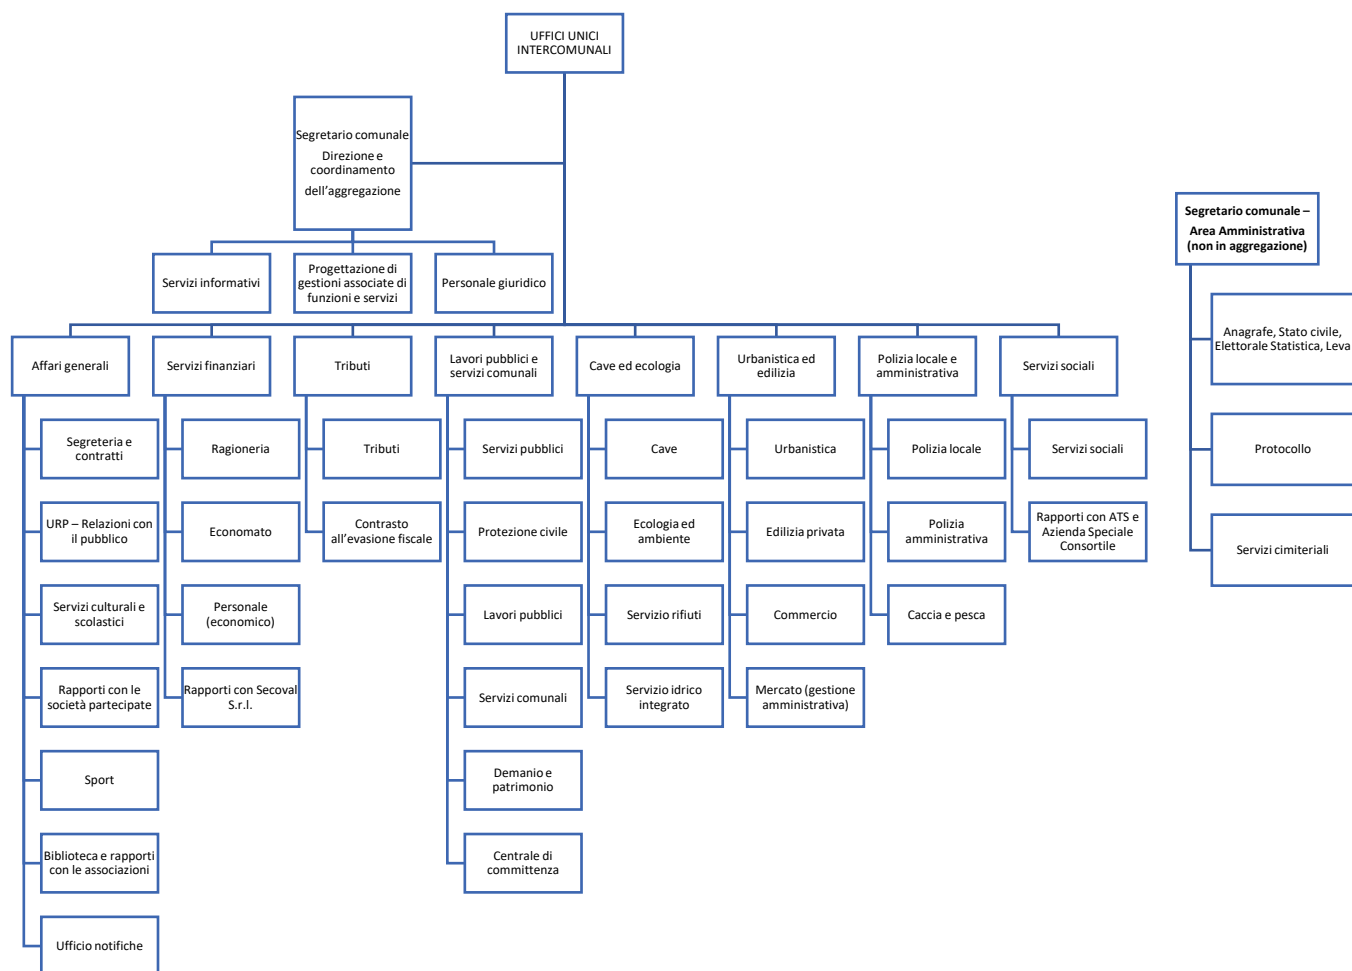 UFFICI UNICI
INTERCOMUNALI
Segretario comunale
Direzione e
coordinamento
dell'aggregazione
Servizi informativi
Progettazione di
gestioni associate di
funzioni e servizi
Personale giuridico
Segretario comunale –
Area Amministrativa
(non in aggregazione)
Anagrafe, Stato civile,
Elettorale Statistica, Leva
Protocollo
Servizi cimiteriali
Affari generali
Segreteria e
contratti
URP – Relazioni con
il pubblico
Servizi culturali e
scolastici
Rapporti con le
società partecipate
Sport
Biblioteca e rapporti
con le associazioni
Ufficio notifiche
Servizi finanziari
Ragioneria
Economato
Personale
(economico)
Rapporti con Secoval
S.r.l.
Tributi
Tributi
Contrasto
all'evasione fiscale
Lavori pubblici e
servizi comunali
Servizi pubblici
Protezione civile
Lavori pubblici
Servizi comunali
Demanio e
patrimonio
Centrale di
committenza
Cave ed ecologia
Cave
Ecologia ed
ambiente
Servizio rifiuti
Servizio idrico
integrato
Urbanistica ed
edilizia
Urbanistica
Edilizia privata
Commercio
Mercato (gestione
amministrativa)
Polizia locale e
amministrativa
Polizia locale
Polizia
amministrativa
Caccia e pesca
Servizi sociali
Servizi sociali
Rapporti con ATS e
Azienda Speciale
Consortile